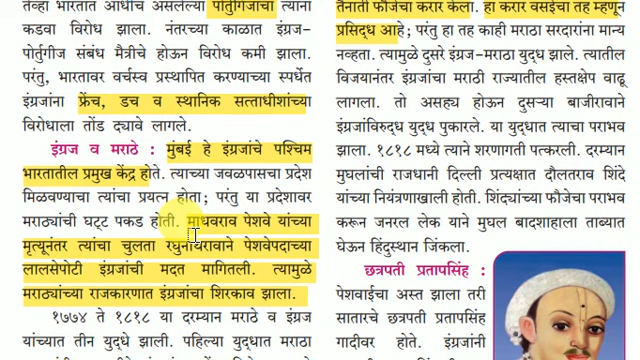 तेव्हा भारतात आधीच असलेल्या पोर्तुगिजांचा त्यांना
कडवा विरोध झाला. नंतरच्या काळात इंग्रज-
पोर्तुगीज संबंध मैत्रीचे होऊन विरोध कमी झाला.
परंतु, भारतावर वर्चस्व प्रस्थापित करण्याच्या स्पर्धेत
इंग्रजांना फ्रेंच, डच व स्थानिक सत्ताधीशांच्या
विरोधाला तोंड द्यावे लागले.
इंग्रज व मराठे : मुंबई हे इंग्रजांचे पश्चिम
भारतातील प्रमुख केंद्र होते. त्याच्या जवळपासचा प्रदेश
मिळवण्याचा त्यांचा प्रयत्न होता; परंतु या प्रदेशावर
मराठ्यांची घट्ट पकड होती. माधवराव पेशवे यांच्या
मृत्यूनंतर त्यांचा चुलता रघुनाथरावाने पेशवेपदाच्या
लालसेपोटी इंग्रजांची मदत मागितली. त्यामुळे
मराठ्यांच्या राजकारणात इंग्रजांचा शिरकाव झाला.
१७७४ ते १८१८ या दरम्यान मराठे व इंग्रज
यांच्यात तीन युद्धे झाली. पहिल्या युद्धात मराठा
तैनाती फौजेचा करार केला. हा करार वसईचा तह म्हणून
प्रसिद्ध आहे; परंतु हा तह काही मराठा सरदारांना मान्य
नव्हता. त्यामुळे दुसरे इंग्रज-मराठा युद्ध झाले. त्यातील
विजयानंतर इंग्रजांचा मराठी राज्यातील हस्तक्षेप वाढू
लागला. तो असह्य होऊन दुसऱ्या बाजीरावाने
इंग्रजांविरुद्ध युद्ध पुकारले. या युद्धात त्याचा पराभव
झाला. १८१८ मध्ये त्याने शरणागती पत्करली. दरम्यान
मुघलांची राजधानी दिल्ली प्रत्यक्षात दौलतराव शिंदे
यांच्या नियंत्रणाखाली होती. शिंद्यांच्या फौजेचा पराभव
करून जनरल लेक याने मुघल बादशाहाला ताब्यात
घेऊन हिंदुस्थान जिंकला.
छत्रपती प्रतापसिंह :
पेशवाईचा अस्त झाला तरी
साताऱ्यचे छत्रपती प्रतापसिंह
गादीवर होते. इंग्रजांनी